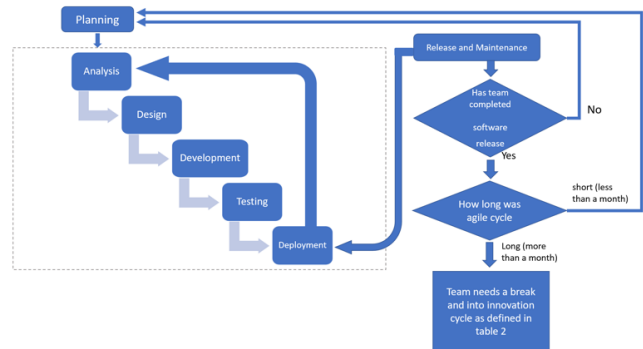 Planning
Analysis
Design
Development
Testing
Deployment
Release and Maintenance
Has team
completed
software
release
No
Yes
How long was
agile cycle
short (less
than a month)
Long (more
than a month)
Team needs a break
and into innovation
cycle as defined in
table 2